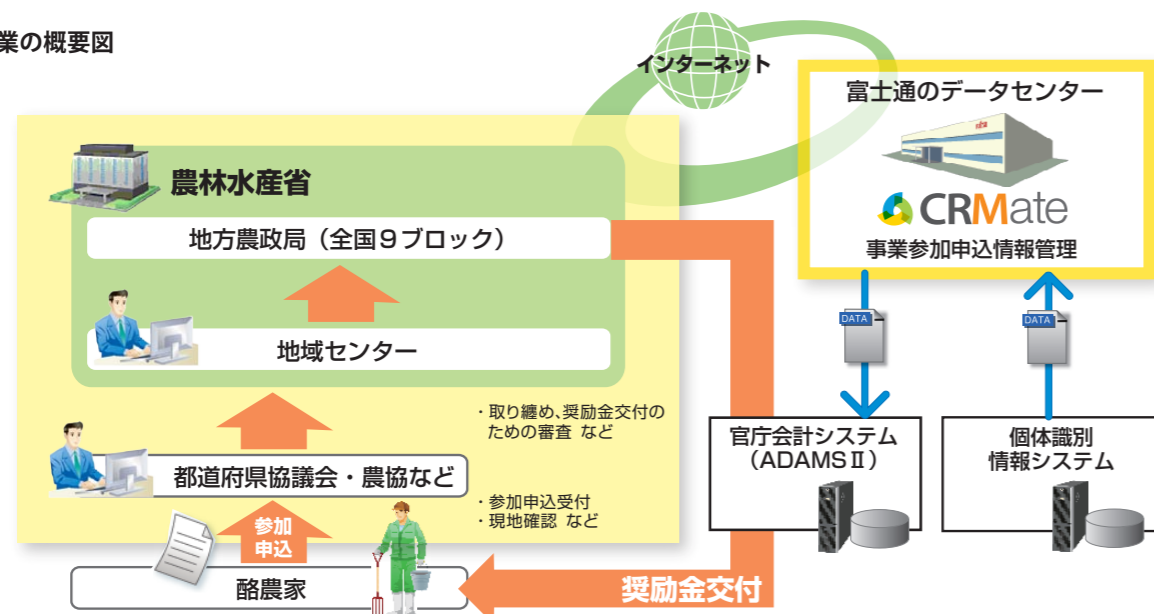 業の概要図
インターネット
富士通のデータセンター
CRMate
事業参加申込情報管理
農林水産省
地方農政局（全国9ブロック）
地域センター
DATA
DATA
・取り纏め、奨励金交付の
ための審査 など
都道府県協議会・農協など
・参加申込受付
・現地確認 など
参加
申込
酪農家
奨励金交付
官庁会計システム
（ADAMSⅡ）
個体識別
情報システム